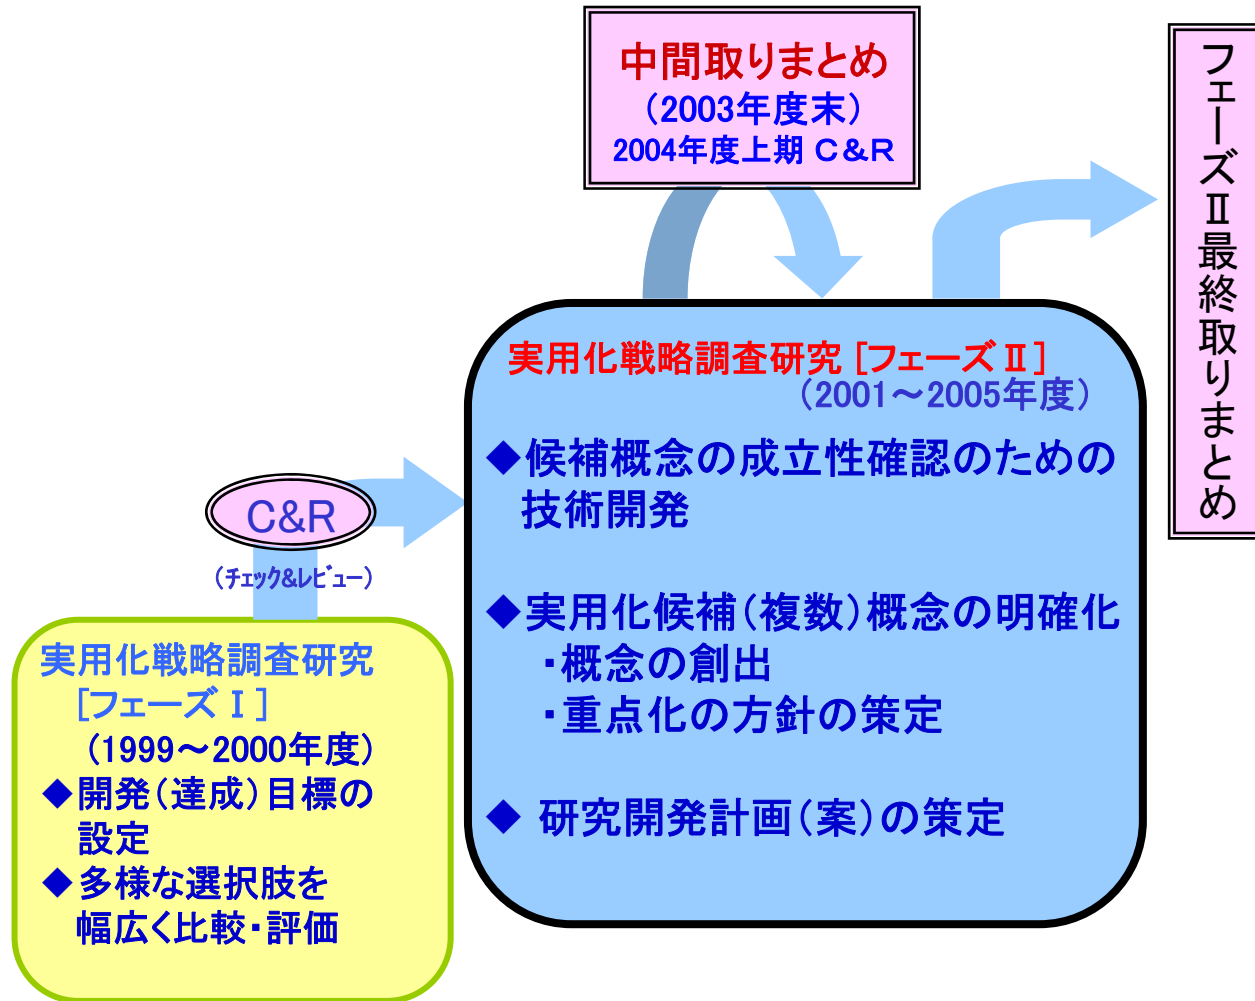 中間取りまとめ
（2003年度末）
2004年度上期 C&R
フェーズⅡ最終取りまとめ
実用化戦略調査研究［フェーズⅡ］
（2001～2005年度）
◆候補概念の成立性確認のための
技術開発
◆実用化候補（複数）概念の明確化
・概念の創出
・重点化の方針の策定
◆ 研究開発計画（案）の策定
C&R
（ﾁｪｯｸ&ﾚﾋﾞｭｰ）
実用化戦略調査研究
［フェーズⅠ］
（1999～2000年度）
◆開発（達成）目標の
設定
◆多様な選択肢を
幅広く比較・評価